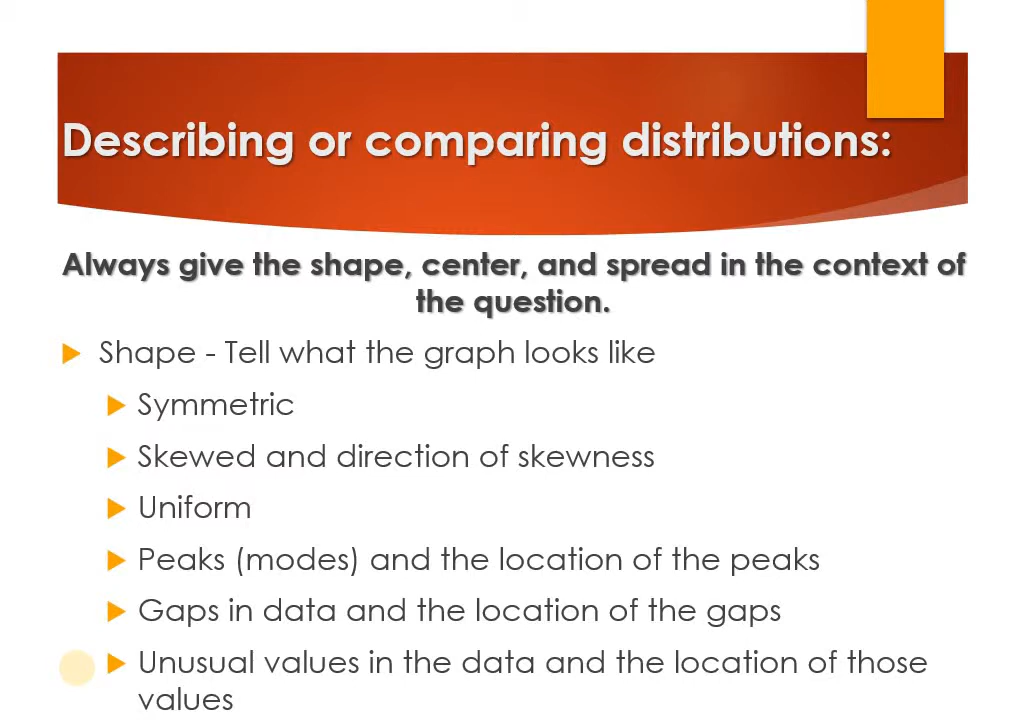 Describing or comparing distributions:
Always give the shape, center, and spread in the context of
the question.
Shape - Tell what the graph looks like
Symmetric
Skewed and direction of skewness
Uniform
Peaks (modes) and the location of the peaks
Gaps in data and the location of the gaps
Unusual values in the data and the location of those
values